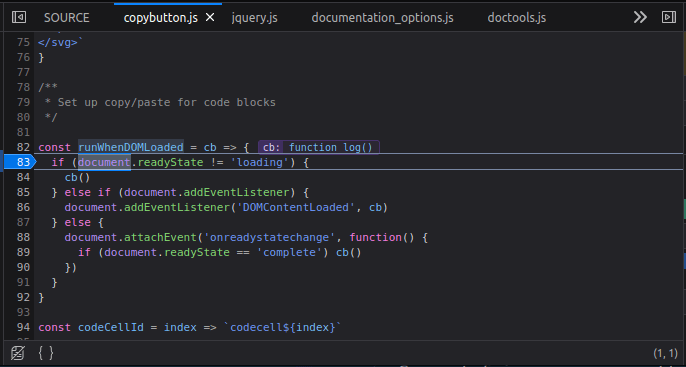 SOURCE copybutton.js jquery.js documentation_options.js doctools.js
75 </svg>`
76 }
77
78 /**
79  * Set up copy/paste for code blocks
80  */
81
82 const runWhenDOMLoaded = cb => { cb: function log()
83   if (document.readyState != 'loading') {
84     cb()
85   } else if (document.addEventListener) {
86     document.addEventListener('DOMContentLoaded', cb)
87   } else {
88     document.attachEvent('onreadystatechange', function() {
89       if (document.readyState == 'complete') cb()
90     })
91   }
92 }
93
94 const codeCellId = index => `codecell${index}`
{ } (1, 1)